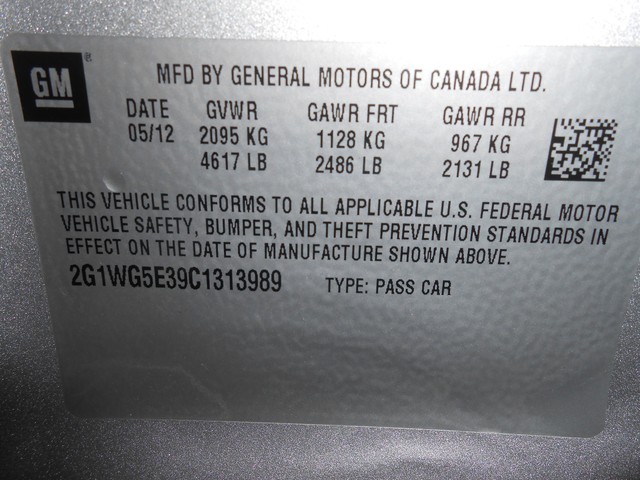 GM
MFD BY GENERAL MOTORS OF CANADA LTD.
DATE GVWR GAWR FRT GAWR RR
05/12 2095 KG 1128 KG 967 KG
4617 LB 2486 LB 2131 LB
THIS VEHICLE CONFORMS TO ALL APPLICABLE U.S. FEDERAL MOTOR
VEHICLE SAFETY, BUMPER, AND THEFT PREVENTION STANDARDS IN
EFFECT ON THE DATE OF MANUFACTURE SHOWN ABOVE.
2G1WG5E39C1313989 TYPE: PASS CAR